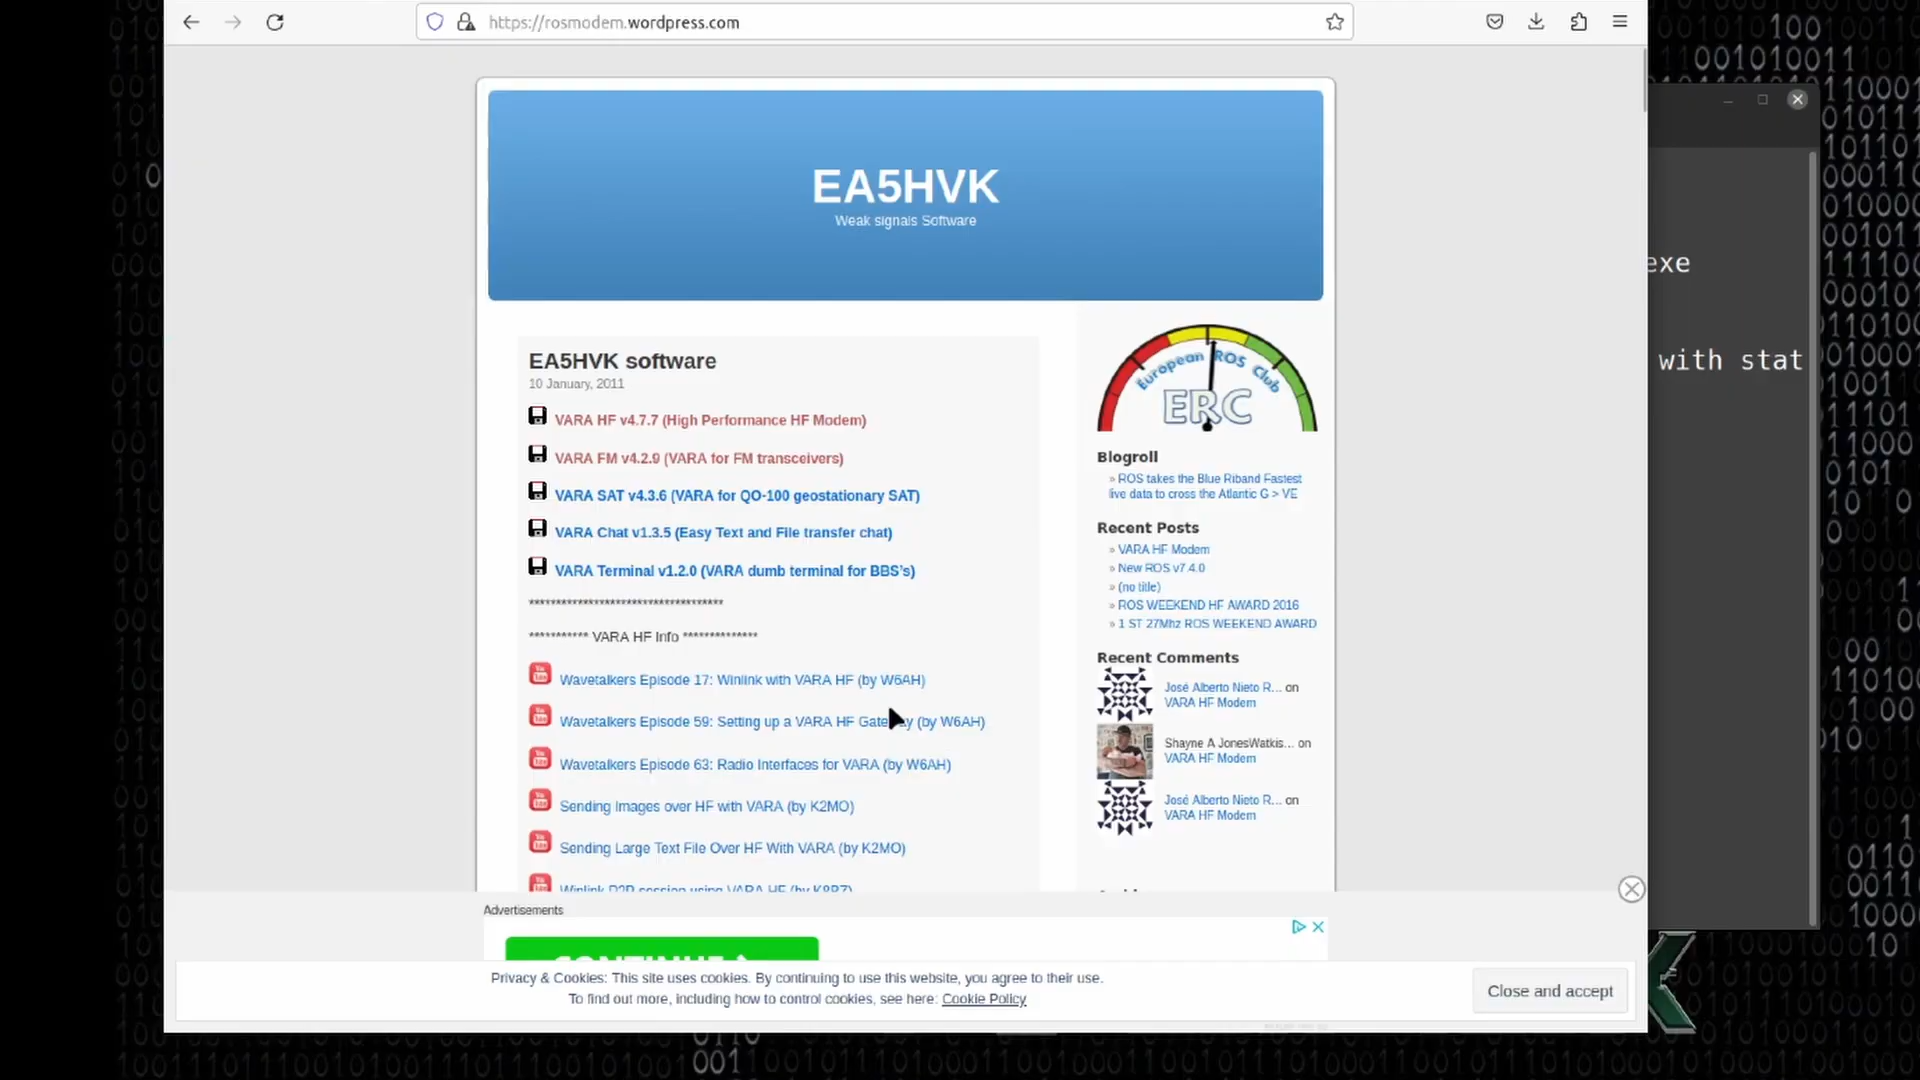 https://rosmodem.wordpress.com
EA5HVK
Weak signals Software
exe
with stat
EA5HVK software
10 January, 2011
VARA HF v4.7.7 (High Performance HF Modem)
VARA FM v4.2.9 (VARA for FM transceivers)
VARA SAT v4.3.6 (VARA for QO-100 geostationary SAT)
VARA Chat v1.3.5 (Easy Text and File transfer chat)
VARA Terminal v1.2.0 (VARA dumb terminal for BBS's)
************************************
*********** VARA HF Info **************
Wavetalkers Episode 17: Winlink with VARA HF (by W6AH)
Wavetalkers Episode 59: Setting up a VARA HF Gateway (by W6AH)
Wavetalkers Episode 63: Radio Interfaces for VARA (by W6AH)
Sending Images over HF with VARA (by K2MO)
Sending Large Text File Over HF With VARA (by K2MO)
Winlink P2P session using VARA HF (by K8RZ)
European ROS Club
ERC
Blogroll
» ROS takes the Blue Riband Fastest
live data to cross the Atlantic G > VE
Recent Posts
» VARA HF Modem
» New ROS v7.4.0
» (no title)
» ROS WEEKEND HF AWARD 2016
» 1 ST 27Mhz ROS WEEKEND AWARD
Recent Comments
José Alberto Nieto R... on
VARA HF Modem
Shayne A JonesWatkis... on
VARA HF Modem
José Alberto Nieto R... on
VARA HF Modem
Advertisements
CONTINUE >
Privacy & Cookies: This site uses cookies. By continuing to use this website, you agree to their use.
To find out more, including how to control cookies, see here: Cookie Policy
Close and accept